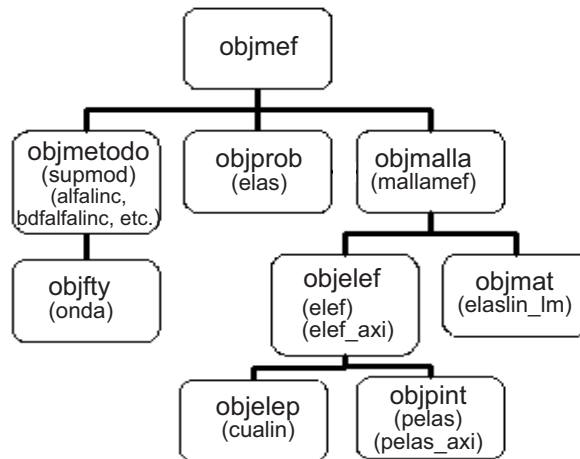 objmef
objmetodo
(supmod)
(alfalinc,
bdfalfalinc, etc.)
objprob
(elas)
objmalla
(mallamef)
objfty
(onda)
objelef
(elef)
(elef_axi)
objmat
(elaslin_lm)
objelep
(cualin)
objpint
(pelas)
(pelas_axi)